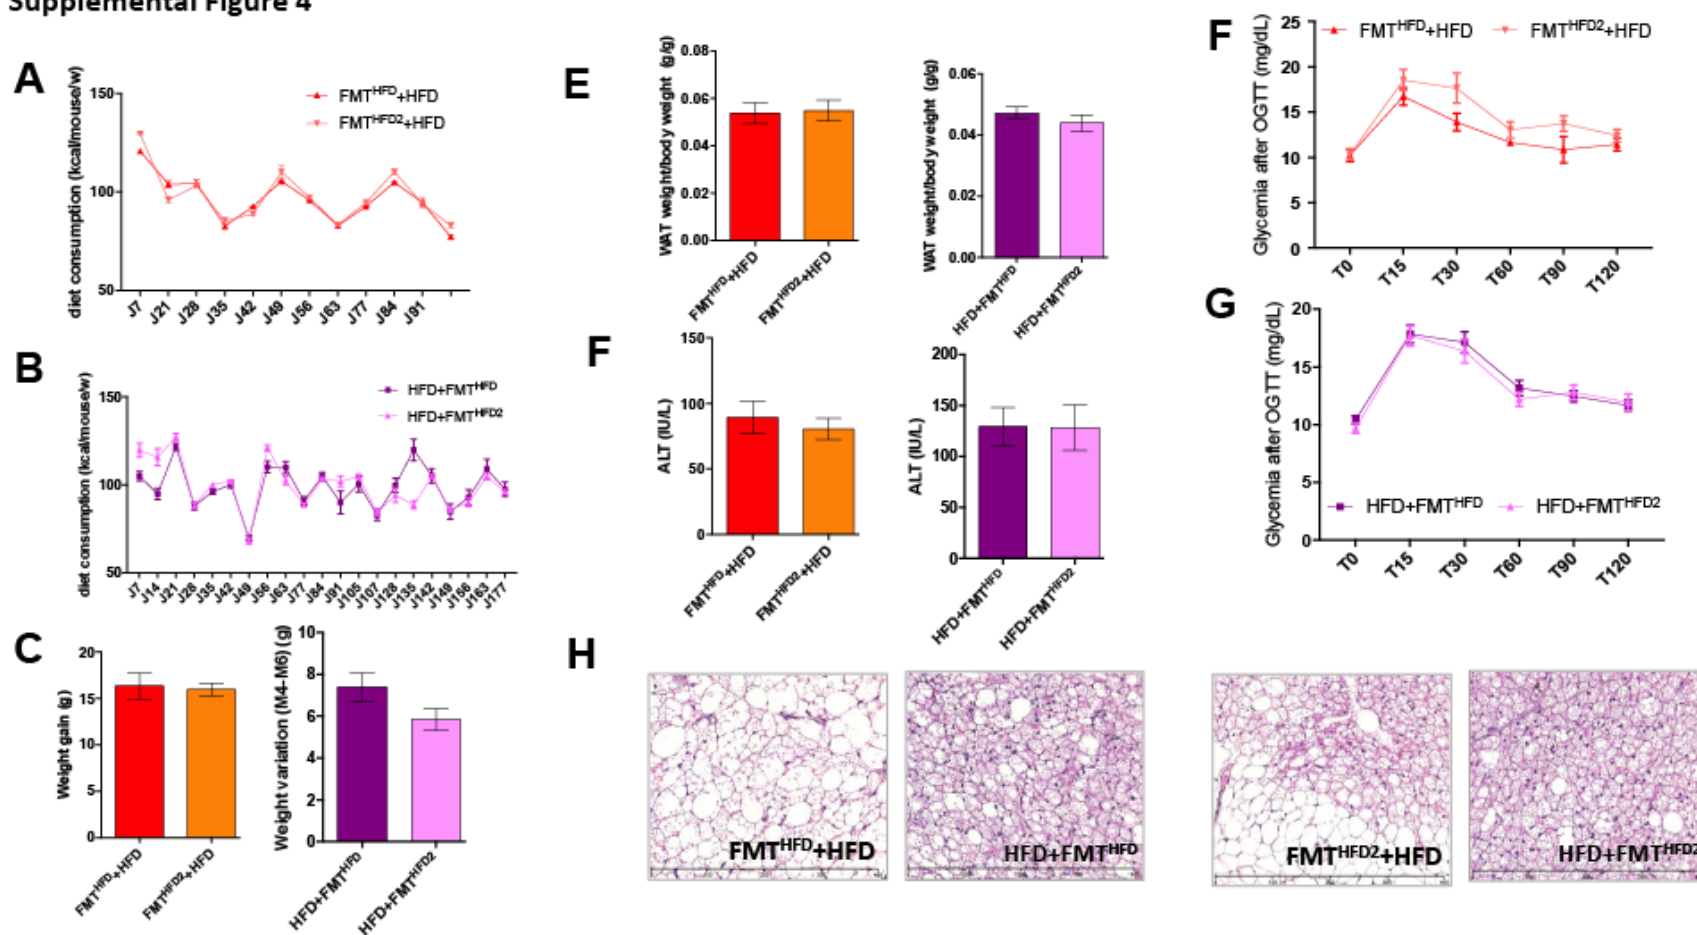 Supplemental Figure 4
A
diet consumption (kcal/mouse/w)
150
100
50
FMTHFD+HFD
FMTHFD2+HFD
J7 J21 J28 J35 J42 J49 J56 J63 J77 J84 J91
B
diet consumption (kcal/mouse/w)
150
100
50
HFD+FMTHFD
HFD+FMTHFD2
J7 J14 J21 J28 J35 J42 J49 J56 J63 J77 J84 J91 J105 J107 J128 J135 J142 J149 J156 J163 J177
C
Weight gain (g)
20
15
10
5
0
FMTHFD+HFD
FMTHFD2+HFD
Weight variation (M4-M6) (g)
10
8
6
4
2
0
HFD+FMTHFD
HFD+FMTHFD2
E
WAT weight/body weight (g/g)
0.08
0.06
0.04
0.02
0.00
FMTHFD+HFD
FMTHFD2+HFD
WAT weight/body weight (g/g)
0.06
0.04
0.02
0.00
HFD+FMTHFD
HFD+FMTHFD2
F
ALT (IU/L)
150
100
50
0
FMTHFD+HFD
FMTHFD2+HFD
ALT (IU/L)
200
150
100
50
0
HFD+FMTHFD
HFD+FMTHFD2
F
Glycemia after OGTT (mg/dL)
25
20
15
10
5
0
FMTHFD+HFD
FMTHFD2+HFD
T0 T15 T30 T60 T90 T120
G
Glycemia after OGTT (mg/dL)
20
15
10
5
0
HFD+FMTHFD
HFD+FMTHFD2
T0 T15 T30 T60 T90 T120
H
FMTHFD+HFD
HFD+FMTHFD
FMTHFD2+HFD
HFD+FMTHFD2